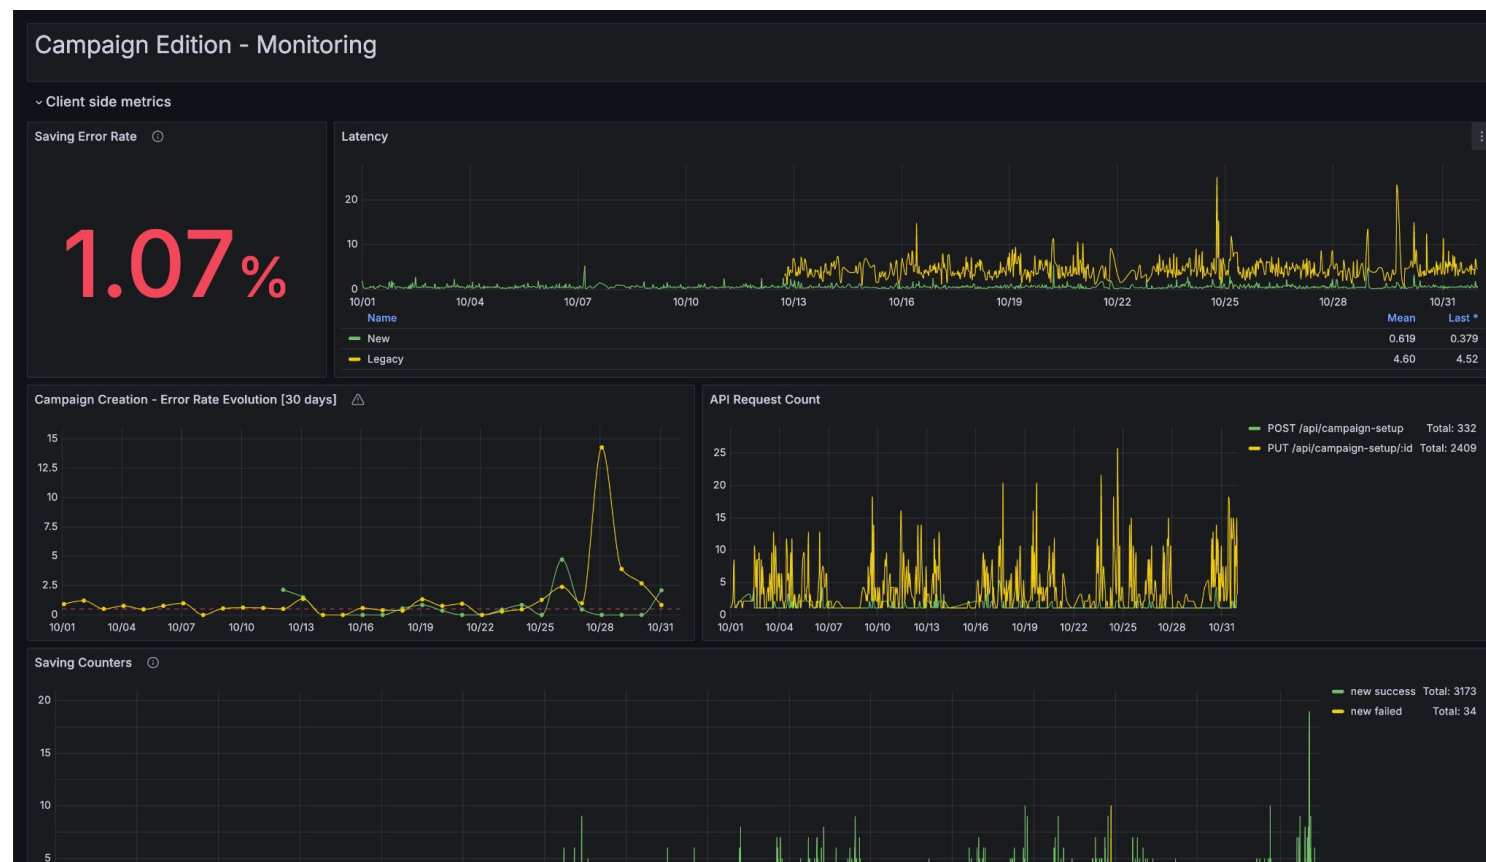 Campaign Edition - Monitoring
Client side metrics
Saving Error Rate
1.07%
Latency
20
10
0
10/01 10/04 10/07 10/10 10/13 10/16 10/19 10/22 10/25 10/28 10/31
Name Mean Last *
New 0.619 0.379
Legacy 4.60 4.52
Campaign Creation - Error Rate Evolution [30 days]
15
12.5
10
7.5
5
2.5
0
10/01 10/04 10/07 10/10 10/13 10/16 10/19 10/22 10/25 10/28 10/31
API Request Count
POST /api/campaign-setup Total: 332
PUT /api/campaign-setup/:id Total: 2409
25
20
15
10
5
0
10/01 10/04 10/07 10/10 10/13 10/16 10/19 10/22 10/25 10/28 10/31
Saving Counters
new success Total: 3173
new failed Total: 34
20
15
10
5